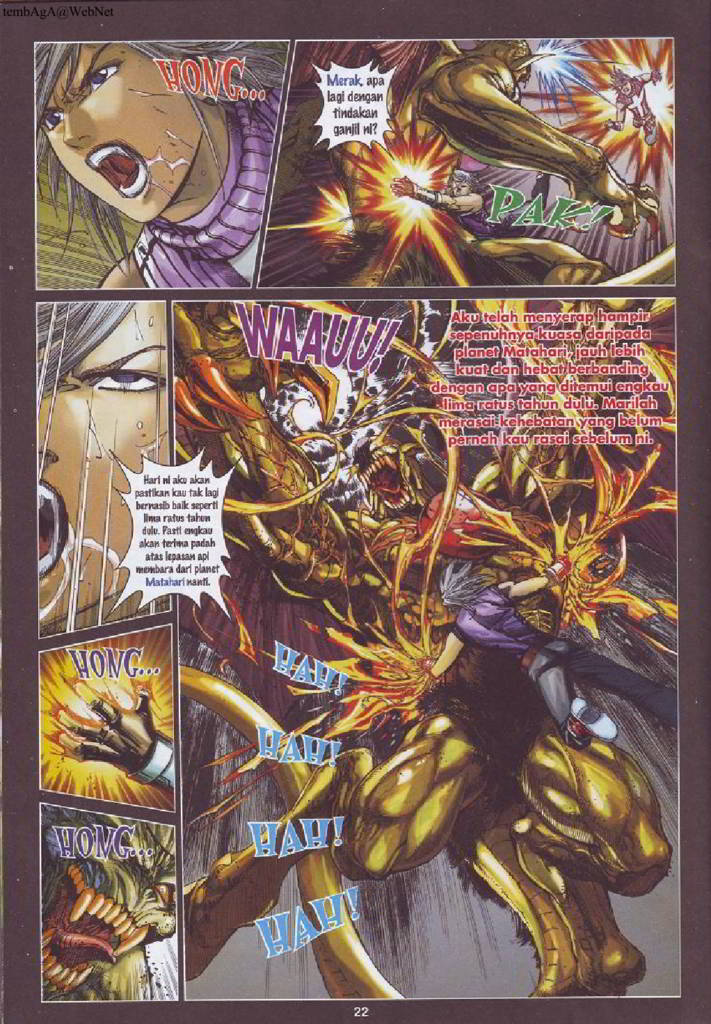 tembAgA@WebNet
HONG...
Merak, apa
lagi dengan
tindakan
ganjil ni?
PAK!
WAAUU!
Aku telah menyerap hampir
sepenuhnya kuasa daripada
planet Matahari, jauh lebih
kuat dan hebat berbanding
dengan apa yang ditemui engkau
lima ratus tahun dulu. Marilah
merasai kehebatan yang belum
pernah kau rasai sebelum ni.
Hari ni aku
pastikan kau tak lagi
bernasib baik seperti
lima ratus tahun
dulu. Pasti engkau
akan terima padah
atas lepasan api
membara dari planet
Matahari nanti.
HONG...
HONG...
HAH!
HAH!
HAH!
HAH!
22